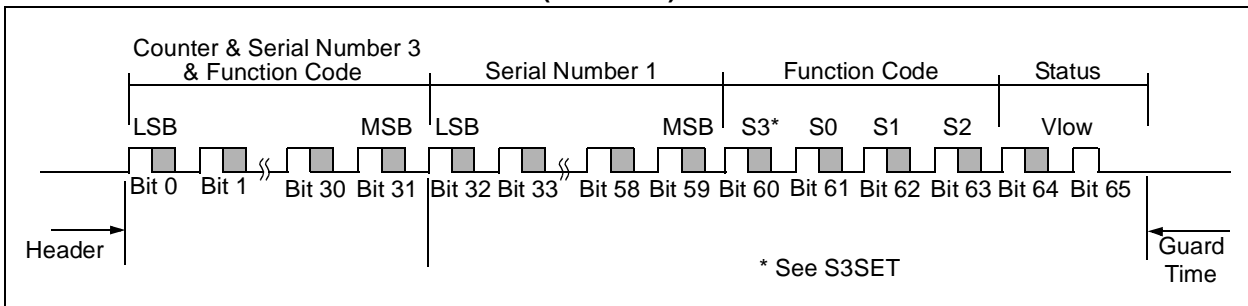 Counter & Serial Number 3
& Function Code
Serial Number 1
Function Code
Status
LSB
MSB
LSB
MSB
S3*
S0
S1
S2
Vlow
Bit 0
Bit 1
Bit 30
Bit 31
Bit 32
Bit 33
Bit 58
Bit 59
Bit 60
Bit 61
Bit 62
Bit 63
Bit 64
Bit 65
Header
* See S3SET
Guard
Time